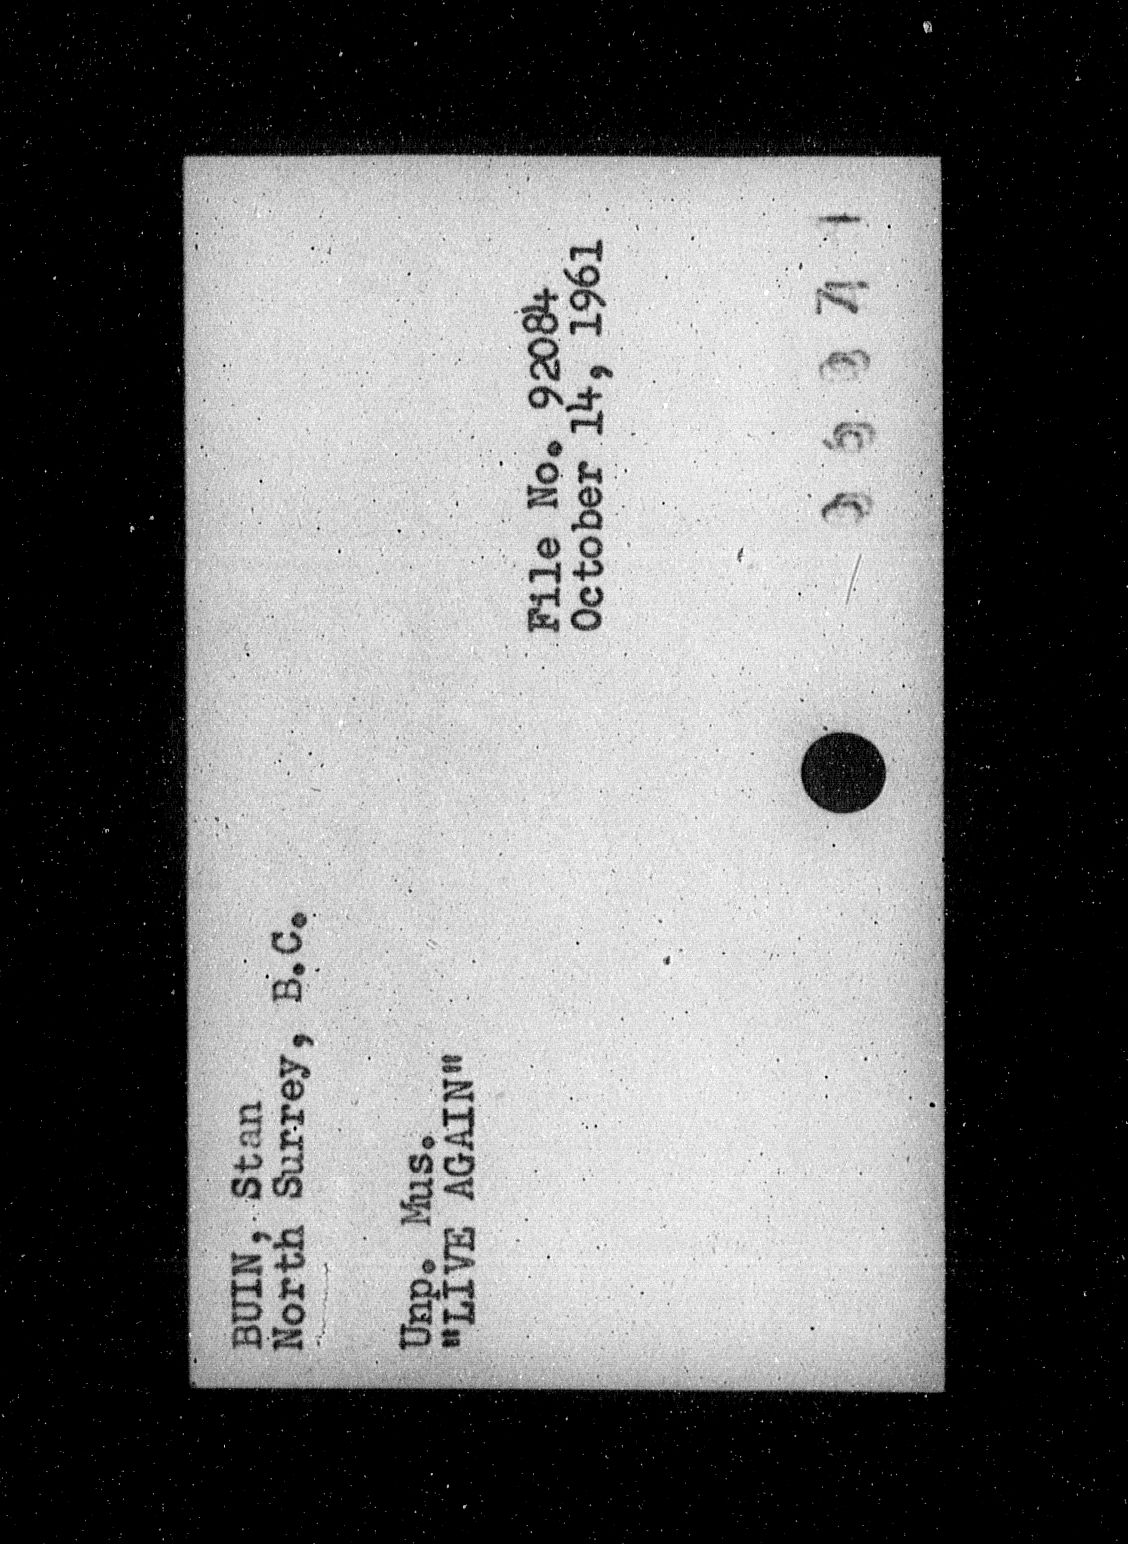 BUIN, Stan
North Surrey, B.C.
Unp. Mus.
"LIVE AGAIN"
File No. 92084
October 14, 1961